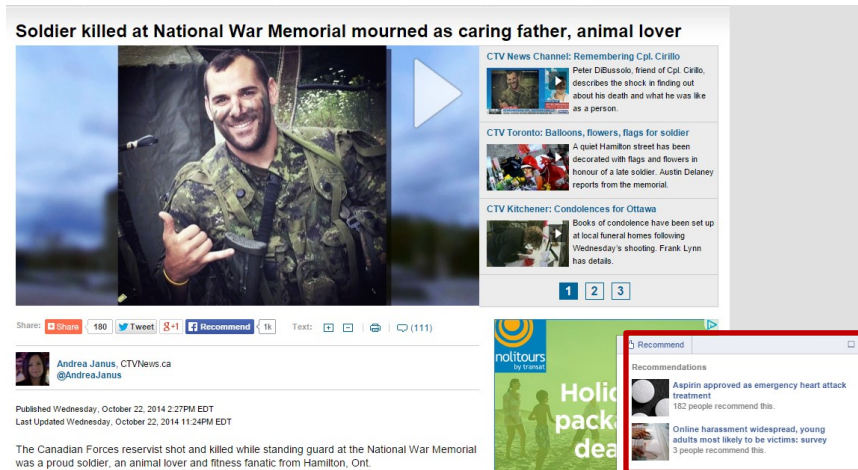 Soldier killed at National War Memorial mourned as caring father, animal lover
CTV News Channel: Remembering Cpl. Cirillo
Peter DiBussolo, friend of Cpl. Cirillo,
describes the shock in finding out
about his death and what he was like
as a person.
CTV Toronto: Balloons, flowers, flags for soldier
A quiet Hamilton street has been
decorated with flags and flowers in
honour of a late soldier. Austin Delaney
reports from the memorial.
CTV Kitchener: Condolences for Ottawa
Books of condolence have been set up
at local funeral homes following
Wednesday's shooting. Frank Lynn
has details.
1 2 3
Share: Share 180 Tweet g+1 Recommend 1k Text: (111)
Andrea Janus, CTVNews.ca
@AndreaJanus
Published Wednesday, October 22, 2014 2:27PM EDT
Last Updated Wednesday, October 22, 2014 11:24PM EDT
The Canadian Forces reservist shot and killed while standing guard at the National War Memorial
was a proud soldier, an animal lover and fitness fanatic from Hamilton, Ont.
nolitours
by transat
Holi
pack
dea
Recommend
Recommendations
Aspirin approved as emergency heart attack
treatment
182 people recommend this.
Online harassment widespread, young
adults most likely to be victims: survey
3 people recommend this.